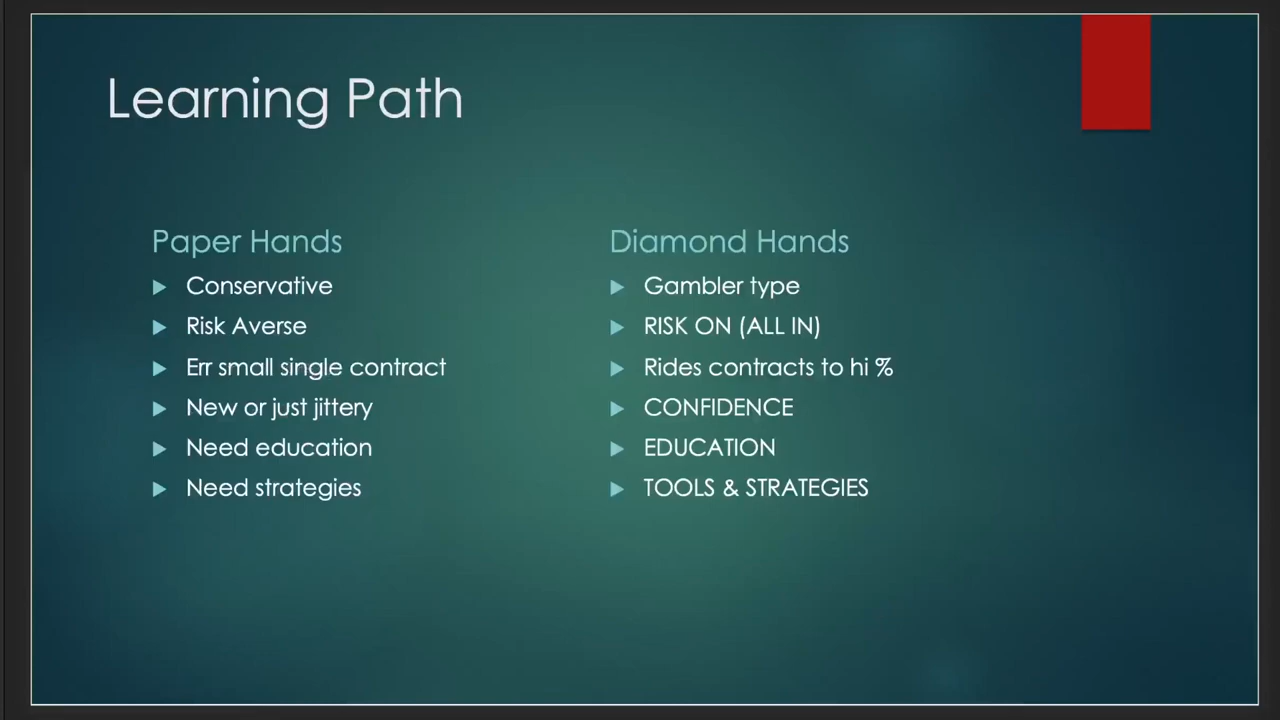 Learning Path
Paper Hands
Conservative
Risk Averse
Err small single contract
New or just jittery
Need education
Need strategies
Diamond Hands
Gambler type
RISK ON (ALL IN)
Rides contracts to hi %
CONFIDENCE
EDUCATION
TOOLS & STRATEGIES